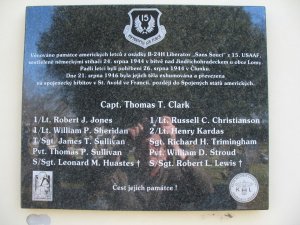 15
Věnováno památce amerických letců z osádky B-24H Liberator "Sans Souci" z 15. USAAF,
sestřelené německými stíhači 24. srpna 1944 v bitvě nad Jindřichohradeckem u obce Lomy.
Padlí letci byli pohřbeni 26. srpna 1944 v Číměři.
Dne 21. srpna 1946 byla jejich těla exhumována a převezena
na spojenecký hřbitov v St. Avold ve Francii, později do Spojených států amerických.
Capt. Thomas T. Clark
1/Lt. Robert J. Jones
1/Lt. Russell C. Christianson
1/Lt. William P. Sheridan
2/Lt. Henry Kardas
T/Sgt. James T. Sullivan
Sgt. Richard H. Trimingham
Pvt. Thomas P. Sullivan
Pvt. William D. Stroud
S/Sgt. Leonard M. Huastes †
S/Sgt. Robert L. Lewis †
Čest jejich památce !